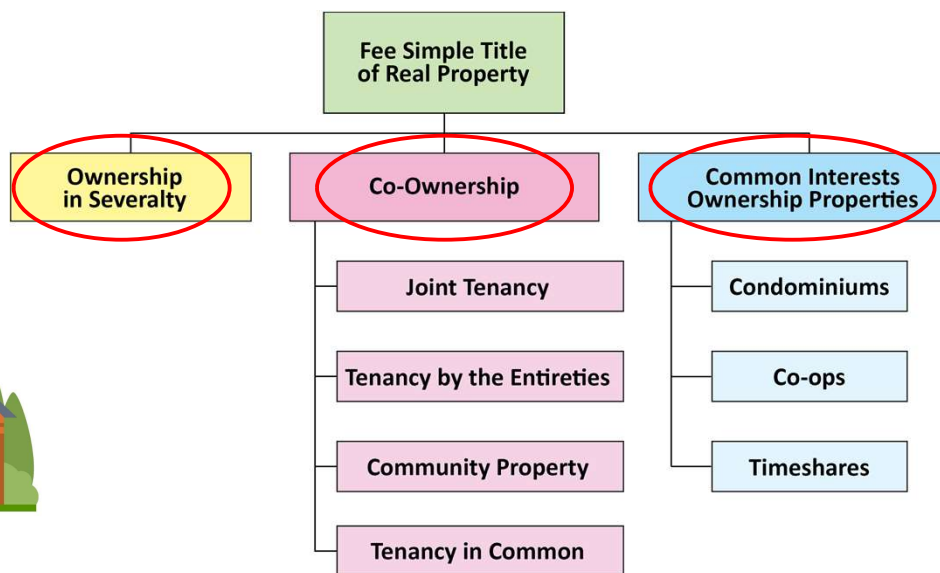 Fee Simple Title
of Real Property
Ownership
in Severalty
Co-Ownership
Common Interests
Ownership Properties
Joint Tenancy
Tenancy by the Entireties
Community Property
Tenancy in Common
Condominiums
Co-ops
Timeshares